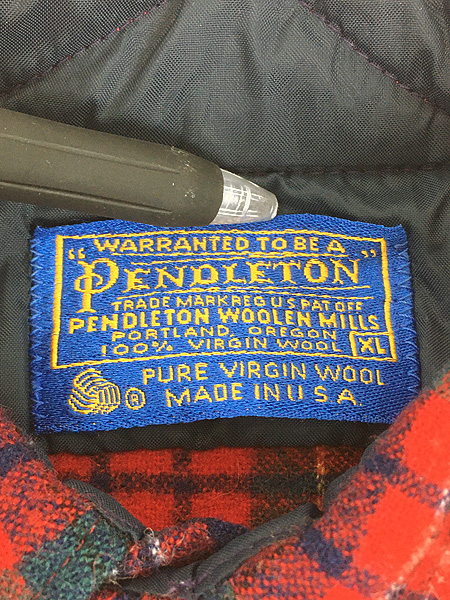 "WARRANTED TO BE A
PENDLETON"
TRADE MARK REG U S PAT OFF
PENDLETON WOOLEN MILLS
PORTLAND, OREGON
100% VIRGIN WOOL XL
® PURE VIRGIN WOOL
MADE IN U.S.A.